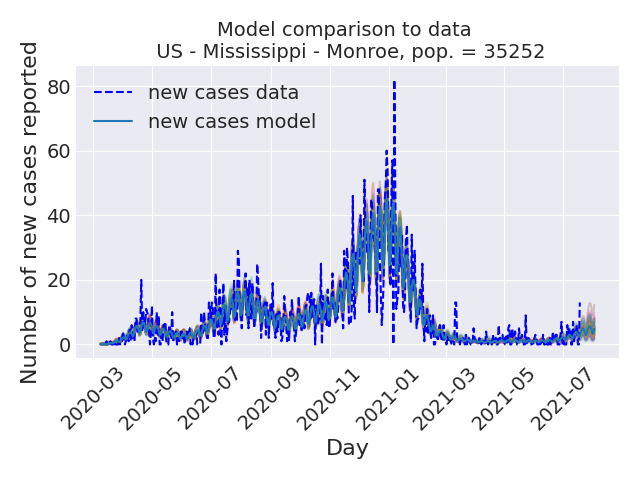 Model comparison to data
US - Mississippi - Monroe, pop. = 35252
Number of new cases reported
80
60
40
20
0
new cases data
new cases model
2020-03
2020-05
2020-07
2020-09
2020-11
2021-01
2021-03
2021-05
2021-07
Day